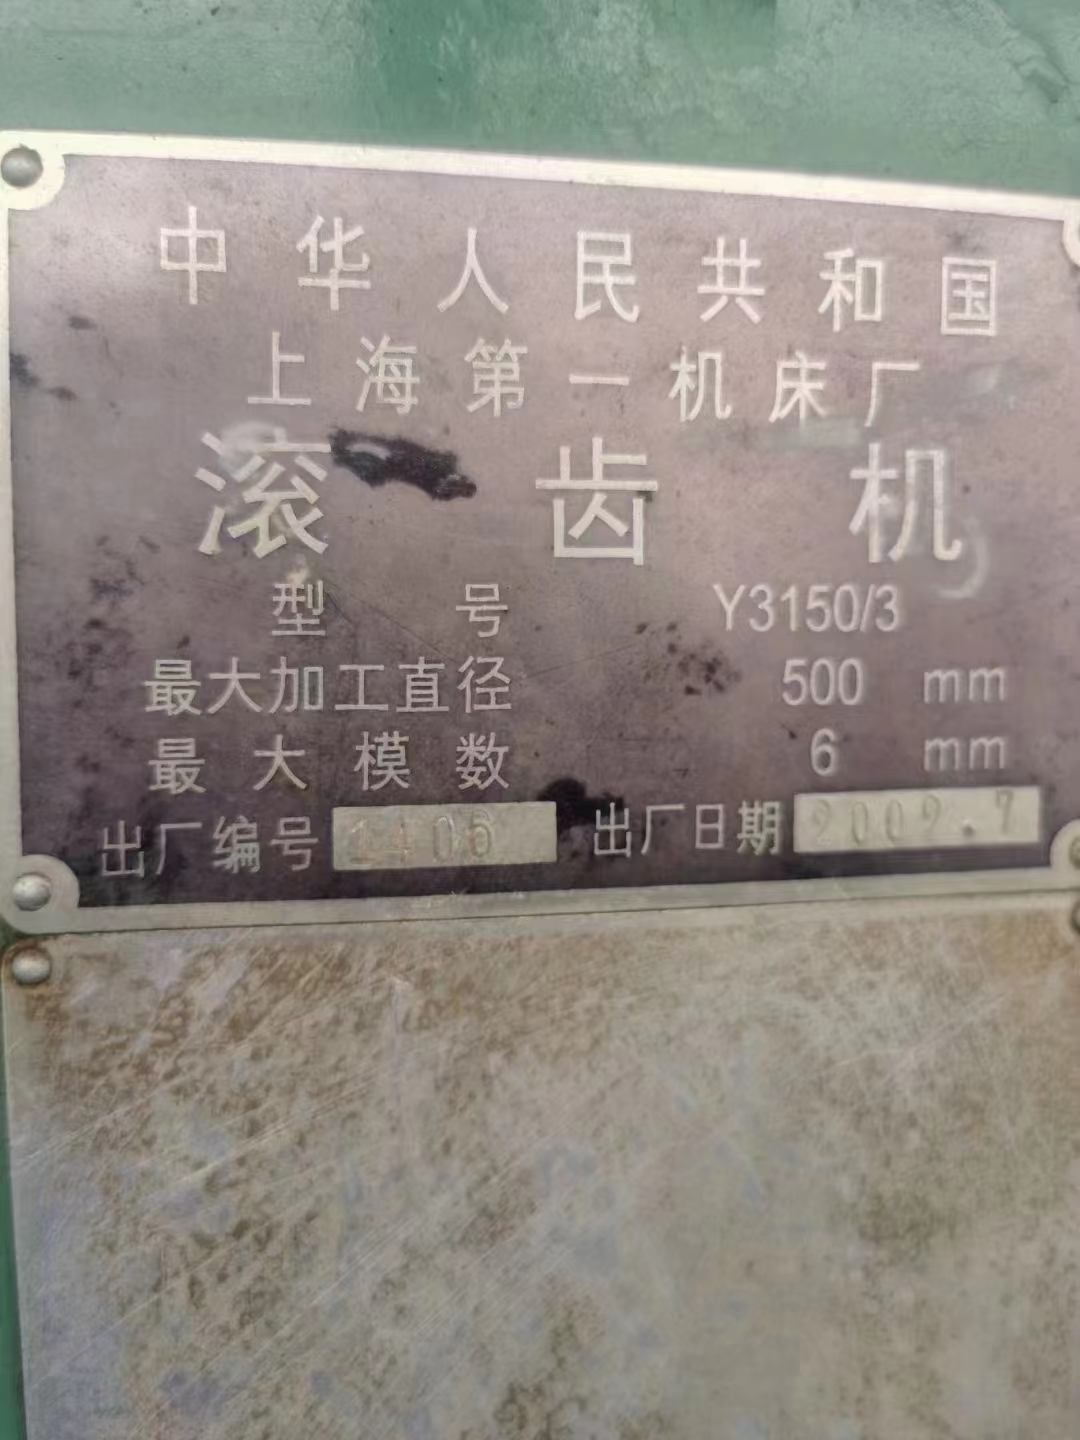 中华人民共和国
上海第一机床厂
滚齿机
型号 Y3150/3
最大加工直径 500 mm
最大模数 6 mm
出厂编号 1406 出厂日期 2002.7